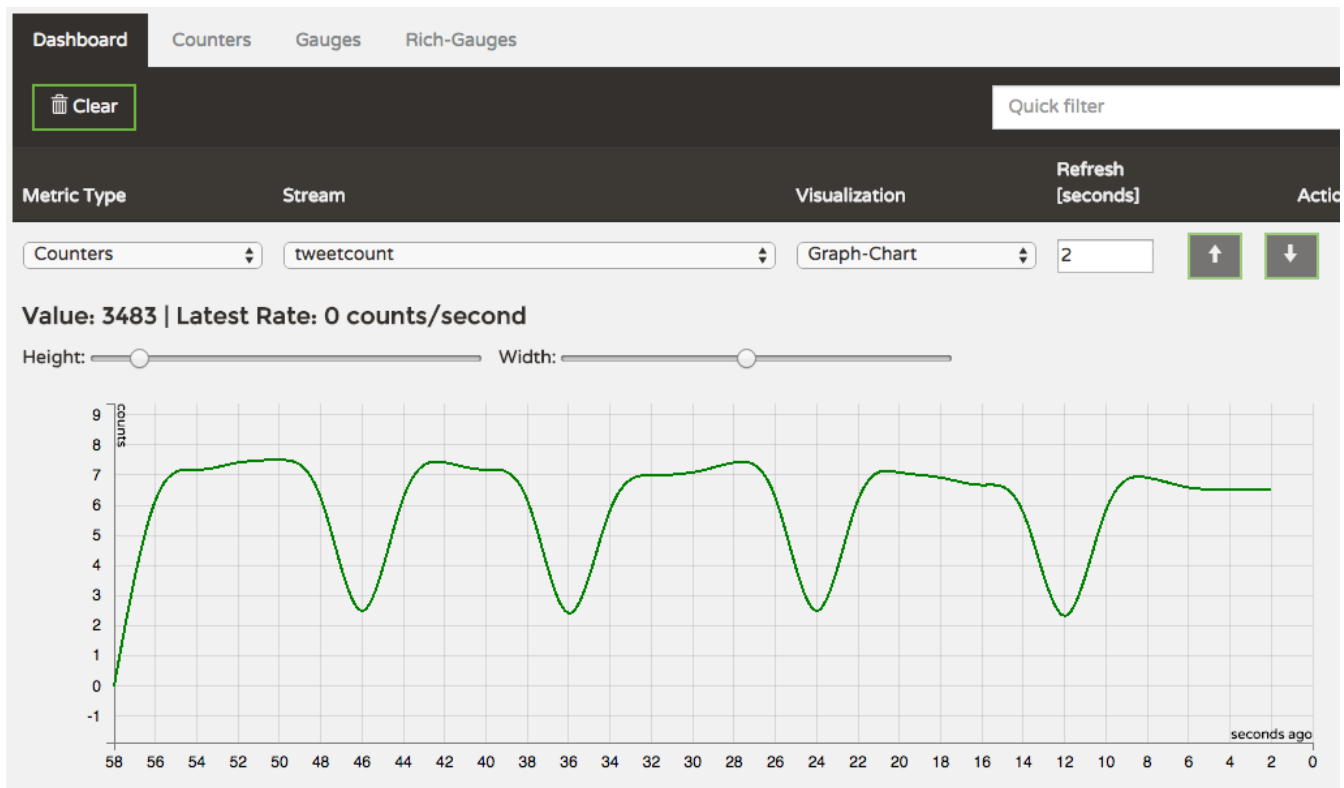 Dashboard Counters Gauges Rich-Gauges
Clear Quick filter
Refresh
Metric Type Stream Visualization [seconds] Actio
Counters tweetcount Graph-Chart 2
Value: 3483 | Latest Rate: 0 counts/second
Height: Width:
counts
9
8
7
6
5
4
3
2
1
0
-1
seconds ago
58 56 54 52 50 48 46 44 42 40 38 36 34 32 30 28 26 24 22 20 18 16 14 12 10 8 6 4 2 0